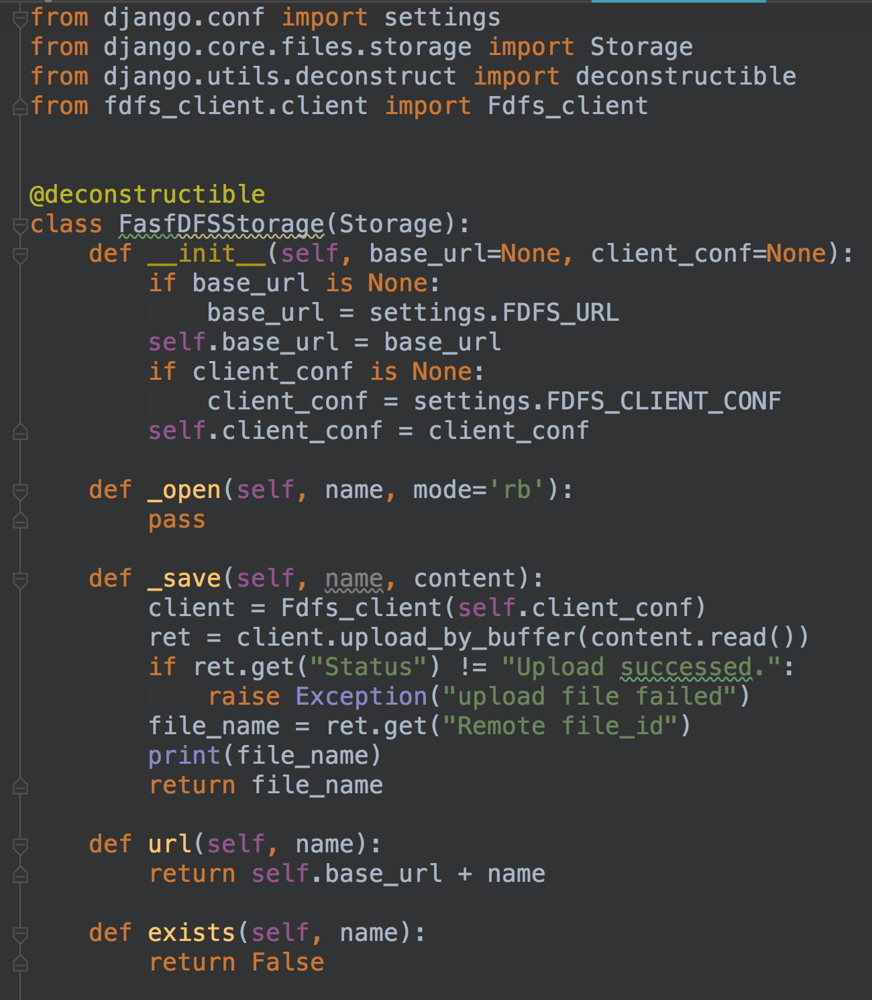 from django.conf import settings
from django.core.files.storage import Storage
from django.utils.deconstruct import deconstructible
from fdfs_client.client import Fdfs_client
@deconstructible
class FasfDFSStorage(Storage):
    def __init__(self, base_url=None, client_conf=None):
        if base_url is None:
            base_url = settings.FDFS_URL
        self.base_url = base_url
        if client_conf is None:
            client_conf = settings.FDFS_CLIENT_CONF
        self.client_conf = client_conf
    def _open(self, name, mode='rb'):
        pass
    def _save(self, name, content):
        client = Fdfs_client(self.client_conf)
        ret = client.upload_by_buffer(content.read())
        if ret.get("Status") != "Upload successed.":
            raise Exception("upload file failed")
        file_name = ret.get("Remote file_id")
        print(file_name)
        return file_name
    def url(self, name):
        return self.base_url + name
    def exists(self, name):
        return False